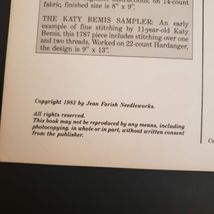 fabric, finished size is 8" x 9".
THE KATY BEMIS SAMPLER: An early
example of fine stitching by 11-year-old Katy
Bemis, this 1787 piece includes stitching over one
and two threads. Worked on 22-count Hardanger,
the design is 9" x 13".
Copyright 1983 by Jean Farish Needleworks.
All rights reserved.
This book may not be reproduced by any means, including
photocopying, in whole or in part, without written consent
from the publisher.